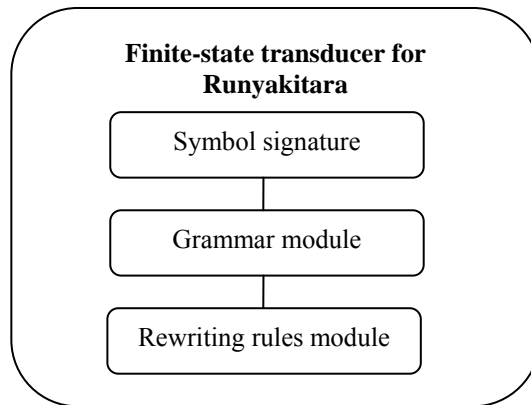 Finite-state transducer for
Runyakitara
Symbol signature
Grammar module
Rewriting rules module